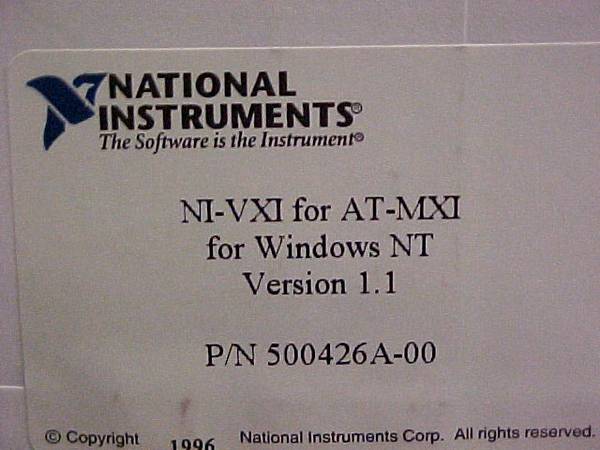 NATIONAL
INSTRUMENTS®
The Software is the Instrument®
NI-VXI for AT-MXI
for Windows NT
Version 1.1
P/N 500426A-00
© Copyright 1996 National Instruments Corp. All rights reserved.